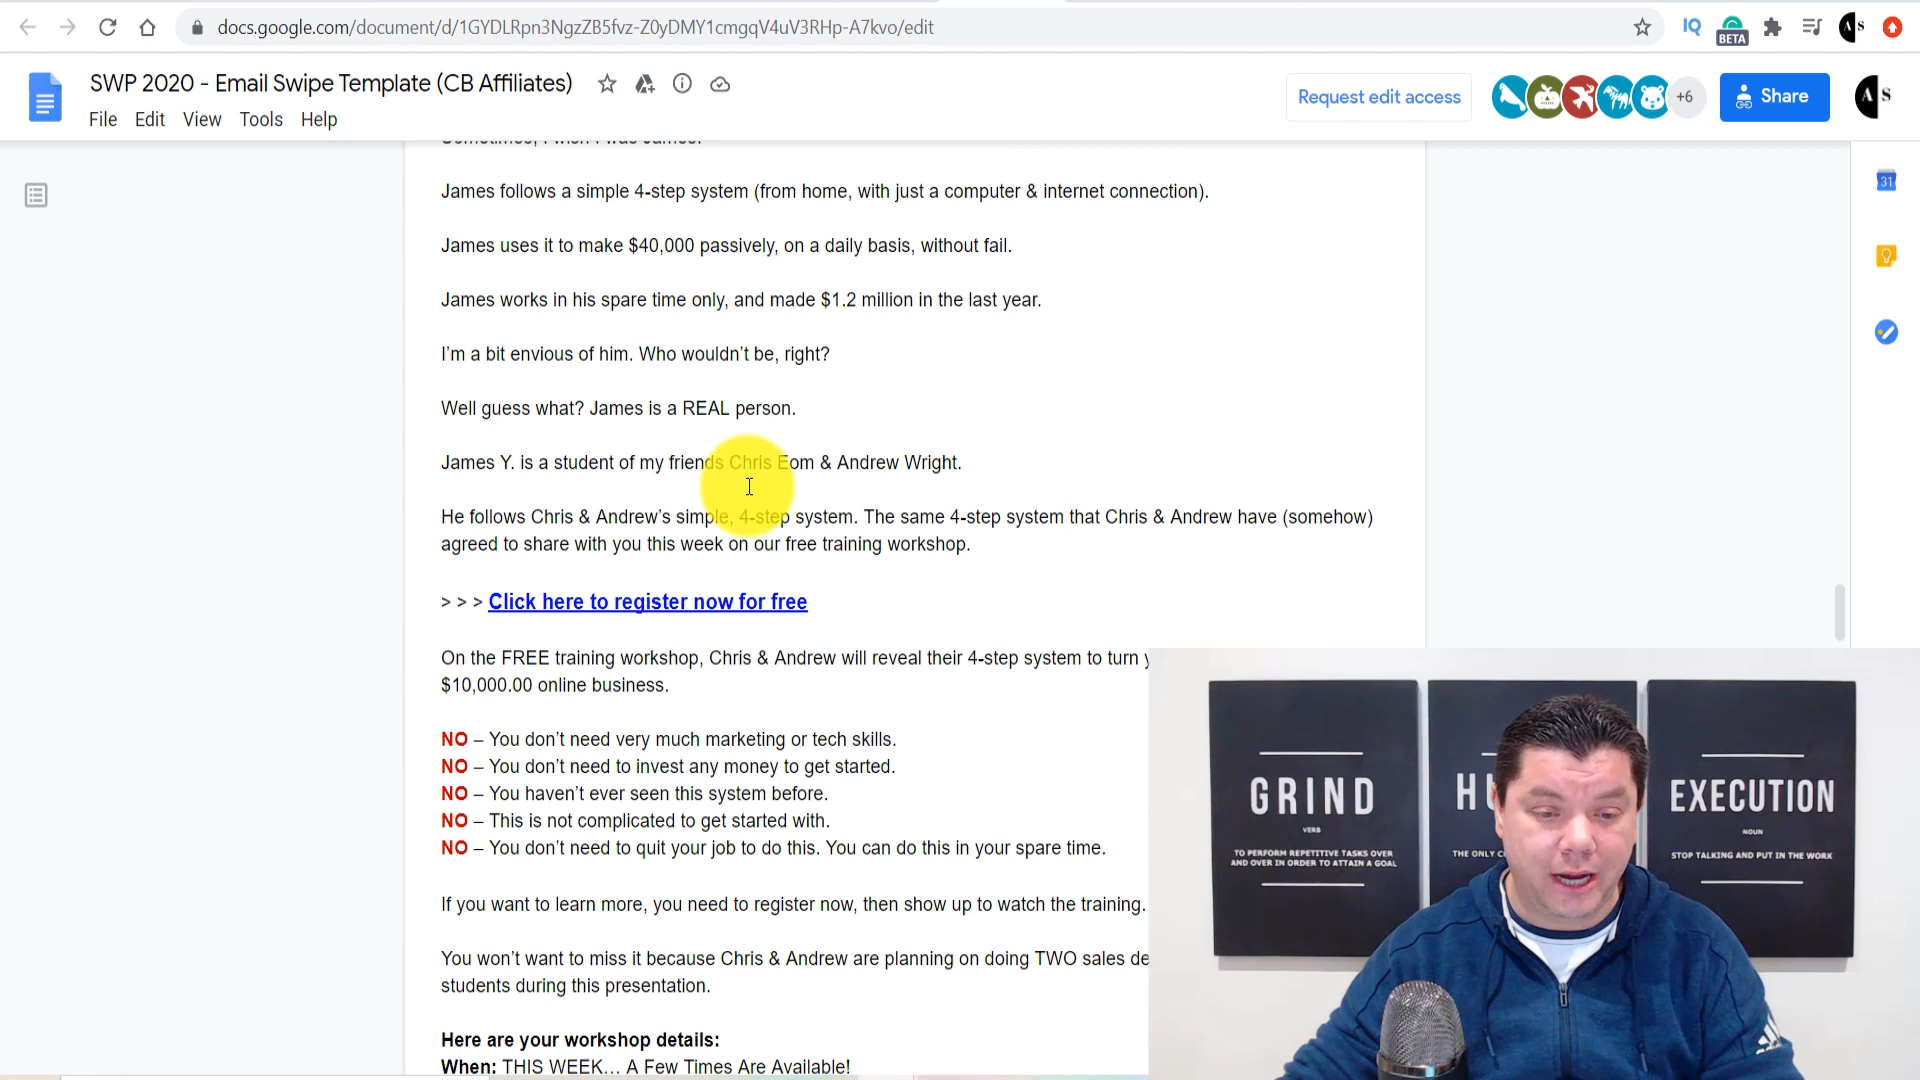 docs.google.com/document/d/1GYDLRpn3NgzZB5fvz-Z0yDMY1cmgqV4uV3RHp-A7kvo/edit
IQ
BETA
A S
SWP 2020 - Email Swipe Template (CB Affiliates)
Request edit access
+6
Share
A S
File Edit View Tools Help
31
Sometimes, I wish I was James.
James follows a simple 4-step system (from home, with just a computer & internet connection).
James uses it to make $40,000 passively, on a daily basis, without fail.
James works in his spare time only, and made $1.2 million in the last year.
I’m a bit envious of him. Who wouldn’t be, right?
Well guess what? James is a REAL person.
James Y. is a student of my friends Chris Eom & Andrew Wright.
He follows Chris & Andrew’s simple, 4-step system. The same 4-step system that Chris & Andrew have (somehow)
agreed to share with you this week on our free training workshop.
> > > Click here to register now for free
On the FREE training workshop, Chris & Andrew will reveal their 4-step system to turn
$10,000.00 online business.
NO – You don’t need very much marketing or tech skills.
NO – You don’t need to invest any money to get started.
NO – You haven’t ever seen this system before.
NO – This is not complicated to get started with.
NO – You don’t need to quit your job to do this. You can do this in your spare time.
If you want to learn more, you need to register now, then show up to watch the training.
You won’t want to miss it because Chris & Andrew are planning on doing TWO sales de
students during this presentation.
Here are your workshop details:
When: THIS WEEK… A Few Times Are Available!
GRIND
VERB
TO PERFORM REPETITIVE TASKS OVER
AND OVER IN ORDER TO ATTAIN A GOAL
THE ONLY
EXECUTION
NOUN
STOP TALKING AND PUT IN THE WORK